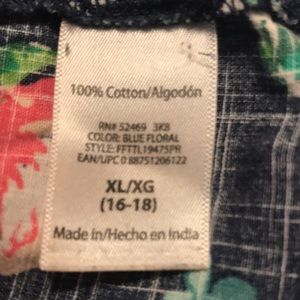 100% Cotton/Algodón
RN# 52469 3KB
COLOR: BLUE FLORAL
STYLE: FFTTL19475PR
EAN/UPC 0 88751206122
XL/XG
(16-18)
Made in/Hecho en India